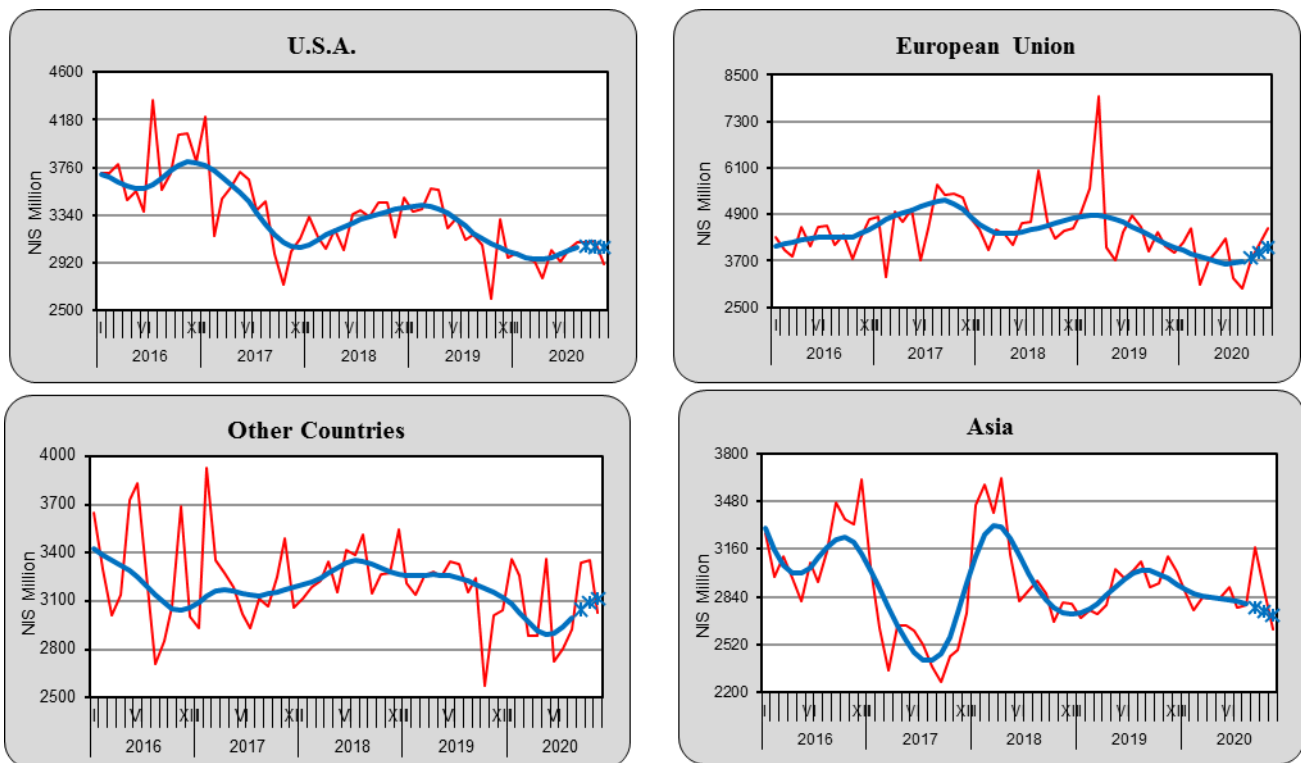 U.S.A.
4600
4180
3760
3340
2920
2500
NIS Million
I VI XII VI XII V XII V XII VI
2016 2017 2018 2019 2020
European Union
8500
7300
6100
4900
3700
2500
NIS Million
I VI XII VI XII V XII VI XII V
2016 2017 2018 2019 2020
Other Countries
4000
3700
3400
3100
2800
2500
NIS Million
I V XII VI XII V XII V XII VI
2016 2017 2018 2019 2020
Asia
3800
3480
3160
2840
2520
2200
NIS Million
I VI XII V XII VI XII V XII VI
2016 2017 2018 2019 2020